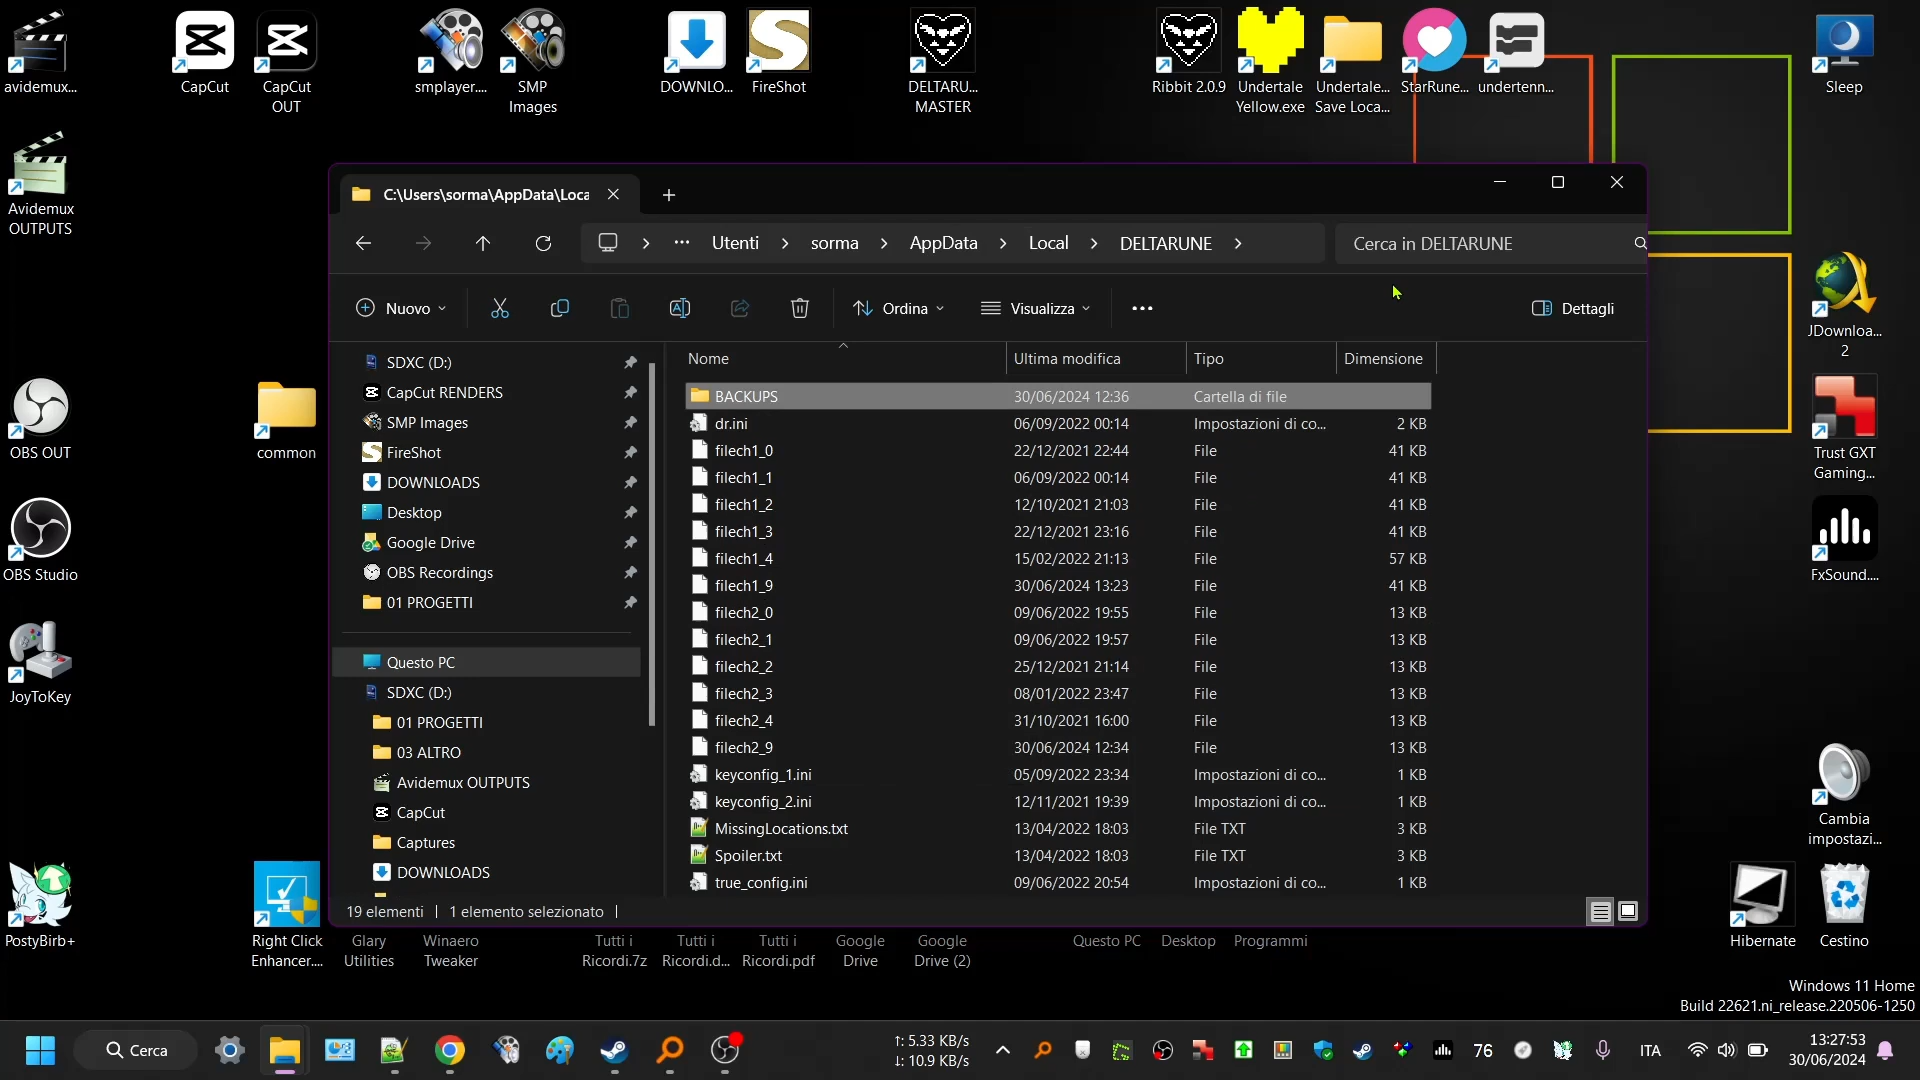 avidemux...
CapCut
CapCut
OUT
smplayer....
SMP
Images
DOWNLO...
FireShot
DELTARU...
MASTER
Ribbit 2.0.9
Undertale
Yellow.exe
Undertale...
Save Loca...
StarRune...
undertenn...
Sleep
Avidemux
OUTPUTS
C:\Users\sorma\AppData\Loca
Utenti
sorma
AppData
Local
DELTARUNE
Cerca in DELTARUNE
Nuovo
Ordina
Visualizza
Dettagli
JDownloa...
2
OBS OUT
common
Trust GXT
Gaming...
OBS Studio
FxSound....
JoyToKey
Cambia
impostazi...
SDXC (D:)
CapCut RENDERS
SMP Images
FireShot
DOWNLOADS
Desktop
Google Drive
OBS Recordings
01 PROGETTI
Questo PC
SDXC (D:)
01 PROGETTI
03 ALTRO
Avidemux OUTPUTS
CapCut
Captures
DOWNLOADS
Nome Ultima modifica Tipo Dimensione
BACKUPS 30/06/2024 12:36 Cartella di file
dr.ini 06/09/2022 00:14 Impostazioni di co... 2 KB
filech1_0 22/12/2021 22:44 File 41 KB
filech1_1 06/09/2022 00:14 File 41 KB
filech1_2 12/10/2021 21:03 File 41 KB
filech1_3 22/12/2021 23:16 File 41 KB
filech1_4 15/02/2022 21:13 File 57 KB
filech1_9 30/06/2024 13:23 File 41 KB
filech2_0 09/06/2022 19:55 File 13 KB
filech2_1 09/06/2022 19:57 File 13 KB
filech2_2 25/12/2021 21:14 File 13 KB
filech2_3 08/01/2022 23:47 File 13 KB
filech2_4 31/10/2021 16:00 File 13 KB
filech2_9 30/06/2024 12:34 File 13 KB
keyconfig_1.ini 05/09/2022 23:34 Impostazioni di co... 1 KB
keyconfig_2.ini 12/11/2021 19:39 Impostazioni di co... 1 KB
MissingLocations.txt 13/04/2022 18:03 File TXT 3 KB
Spoiler.txt 13/04/2022 18:03 File TXT 3 KB
true_config.ini 09/06/2022 20:54 Impostazioni di co... 1 KB
19 elementi
1 elemento selezionato
PostyBirb+
Right Click
Enhancer....
Glary
Utilities
Winaero
Tweaker
Tutti i
Ricordi.7z
Tutti i
Ricordi.d...
Tutti i
Ricordi.pdf
Google
Drive
Google
Drive (2)
Questo PC
Desktop
Programmi
Hibernate
Cestino
Windows 11 Home
Build 22621.ni_release.220506-1250
Cerca
↑: 5.33 KB/s
↓: 10.9 KB/s
76
ITA
13:27:53
30/06/2024